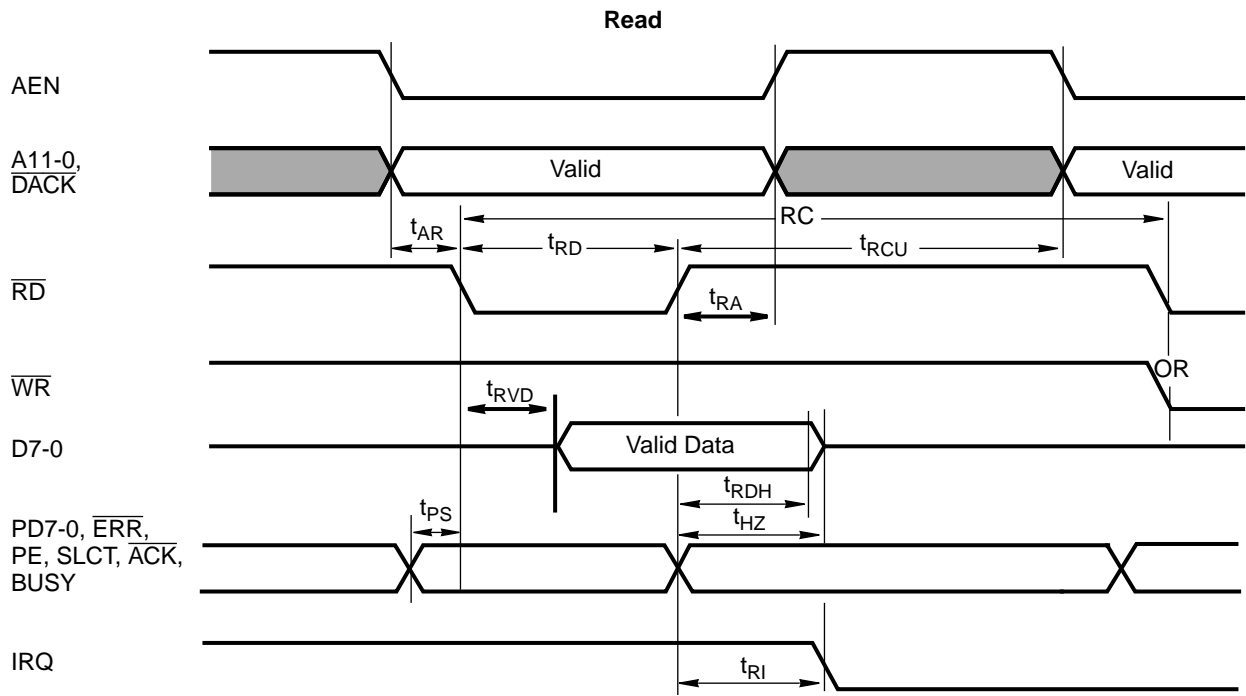 Read
AEN
A11-0,
DACK
Valid
Valid
RC
tAR
tRD
tRCU
RD
tRA
WR
OR
tRVD
D7-0
Valid Data
tRDH
tPS
tHZ
PD7-0, ERR,
PE, SLCT, ACK,
BUSY
IRQ
tRI